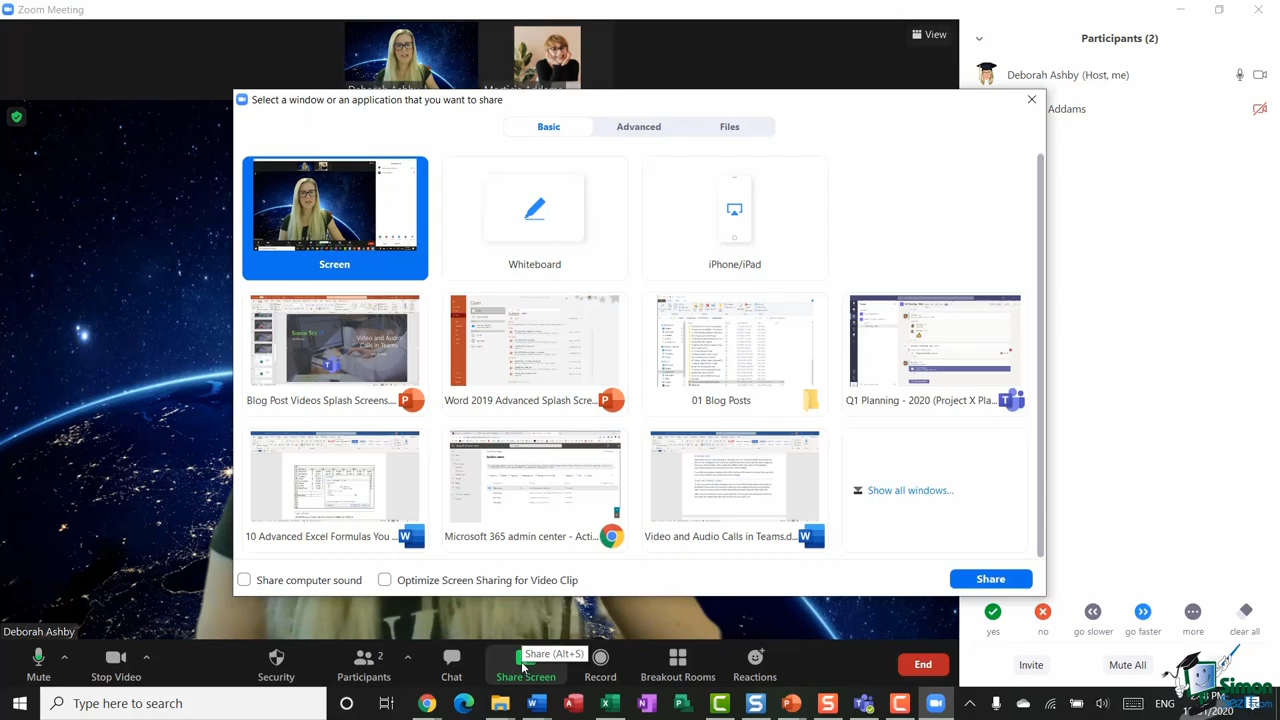 Zoom Meeting
View
Participants (2)
Deborah Ashby (Host, me)
Addams
Select a window or an application that you want to share
Basic
Advanced
Files
Screen
Whiteboard
iPhone/iPad
Blog Post Videos Splash Screens...
Word 2019 Advanced Splash Scre...
01 Blog Posts
Q1 Planning - 2020 (Project X Pla...
10 Advanced Excel Formulas You ...
Microsoft 365 admin center - Acti...
Video and Audio Calls in Teams.d...
Show all windows...
Share computer sound
Optimize Screen Sharing for Video Clip
Share
yes
no
go slower
go faster
more
clear all
Deborah Ashby
Share (Alt+S)
2
Mute
Stop Video
Security
Participants
Chat
Share Screen
Record
Breakout Rooms
Reactions
End
Invite
Mute All
Type here to search
ENG
Simon